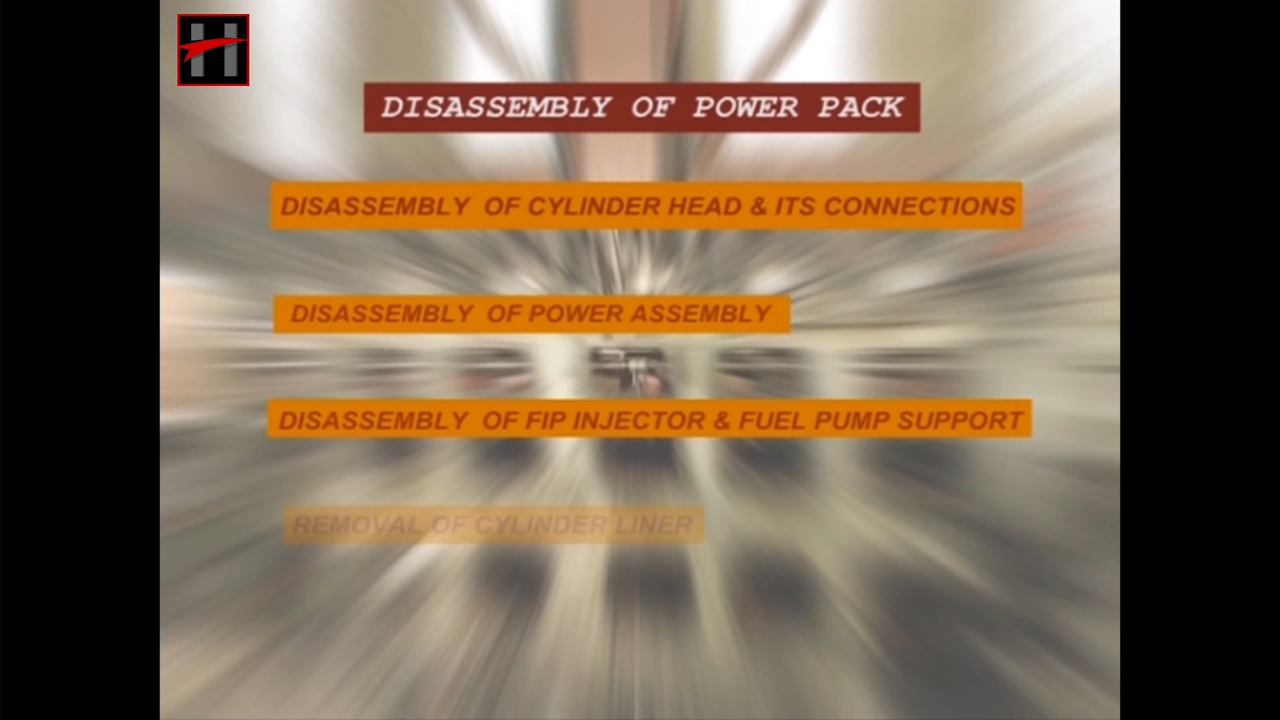 DISASSEMBLY OF POWER PACK
DISASSEMBLY OF CYLINDER HEAD & ITS CONNECTIONS
DISASSEMBLY OF POWER ASSEMBLY
DISASSEMBLY OF FIP INJECTOR & FUEL PUMP SUPPORT
REMOVAL OF CYLINDER LINER